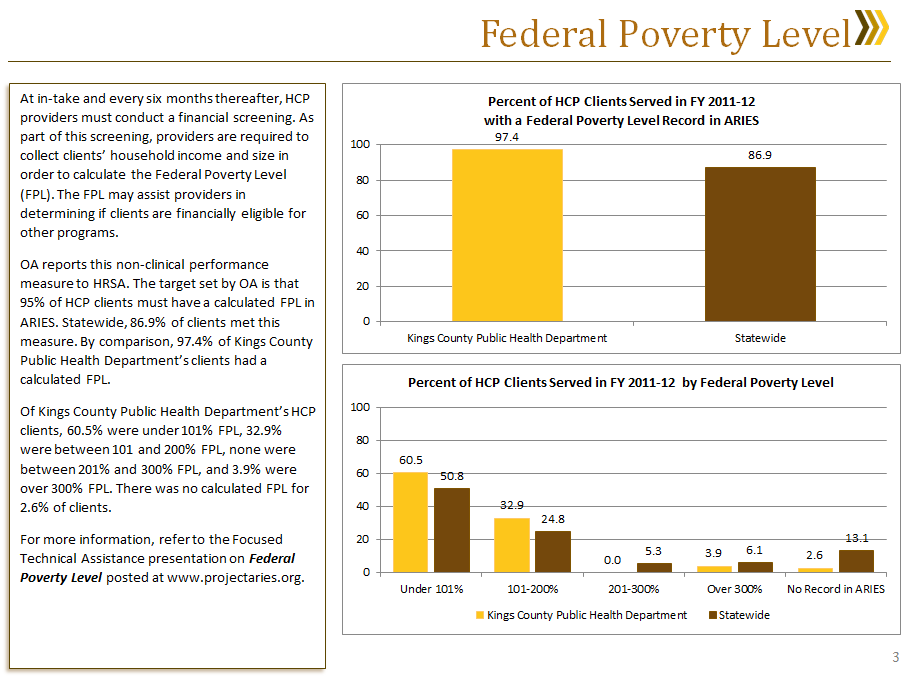 Federal Poverty Level
At in-take and every six months thereafter, HCP
providers must conduct a financial screening. As
part of this screening, providers are required to
collect clients' household income and size in
order to calculate the Federal Poverty Level
(FPL). The FPL may assist providers in
determining if clients are financially eligible for
other programs.
OA reports this non-clinical performance
measure to HRSA. The target set by OA is that
95% of HCP clients must have a calculated FPL in
ARIES. Statewide, 86.9% of clients met this
measure. By comparison, 97.4% of Kings County
Public Health Department's clients had a
calculated FPL.
Of Kings County Public Health Department's HCP
clients, 60.5% were under 101% FPL, 32.9%
were between 101 and 200% FPL, none were
between 201% and 300% FPL, and 3.9% were
over 300% FPL. There was no calculated FPL for
2.6% of clients.
For more information, refer to the Focused
Technical Assistance presentation on Federal
Poverty Level posted at www.projectaries.org.
Percent of HCP Clients Served in FY 2011-12
with a Federal Poverty Level Record in ARIES
97.4
86.9
100
80
60
40
20
0
Kings County Public Health Department Statewide
Percent of HCP Clients Served in FY 2011-12 by Federal Poverty Level
100
80
60
40
20
0
60.5 50.8 32.9 24.8 0.0 5.3 3.9 6.1 2.6 13.1
Under 101% 101-200% 201-300% Over 300% No Record in ARIES
Kings County Public Health Department Statewide
3